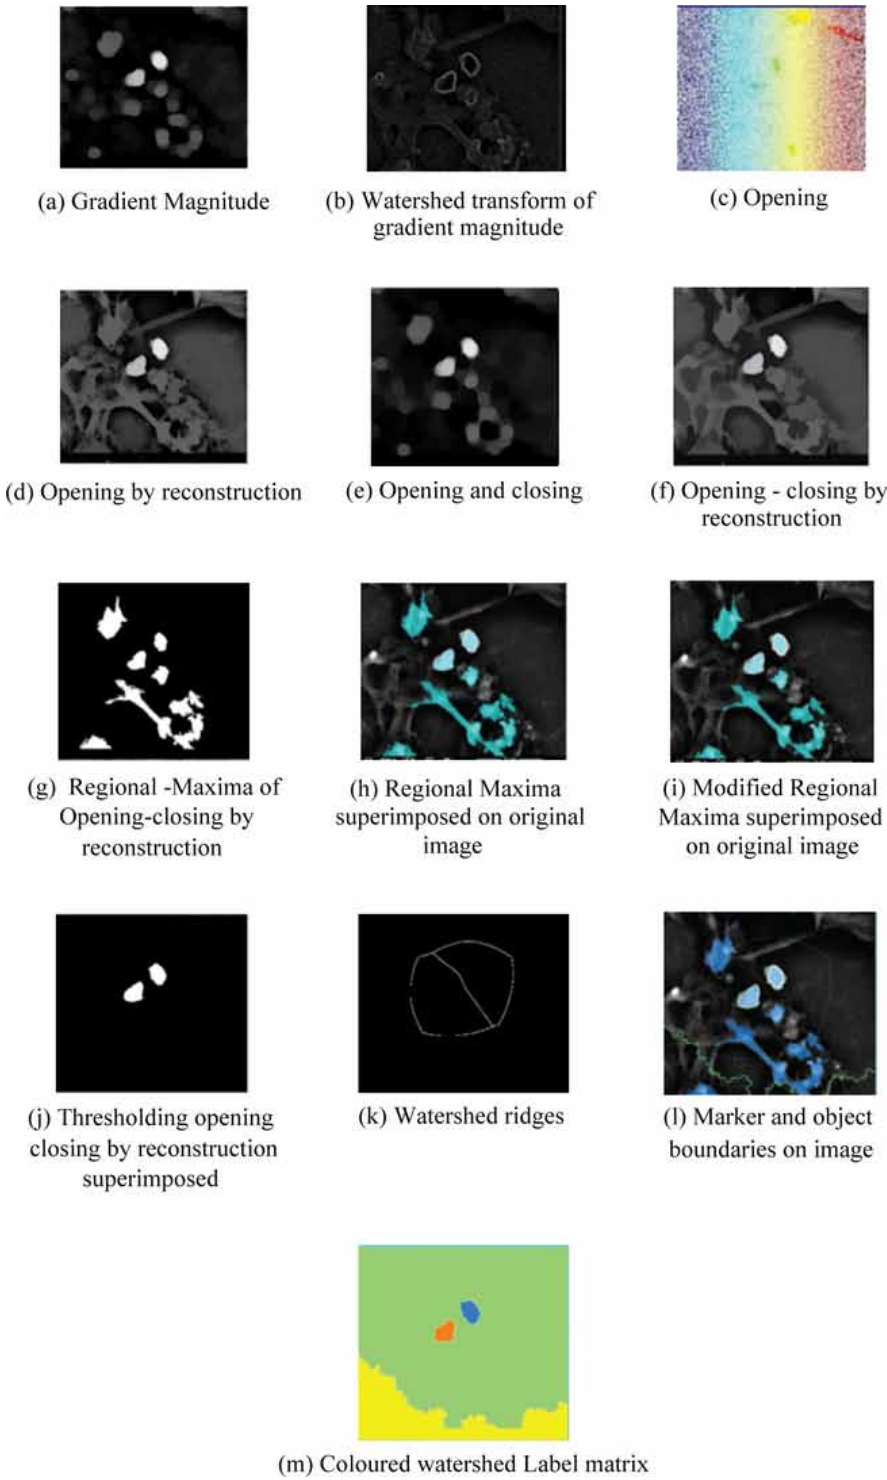 (a) Gradient Magnitude
(b) Watershed transform of
gradient magnitude
(c) Opening
(d) Opening by reconstruction
(e) Opening and closing
(f) Opening - closing by
reconstruction
(g) Regional -Maxima of
Opening-closing by
reconstruction
(h) Regional Maxima
superimposed on original
image
(i) Modified Regional
Maxima superimposed
on original image
(j) Thresholding opening
closing by reconstruction
superimposed
(k) Watershed ridges
(l) Marker and object
boundaries on image
(m) Coloured watershed Label matrix